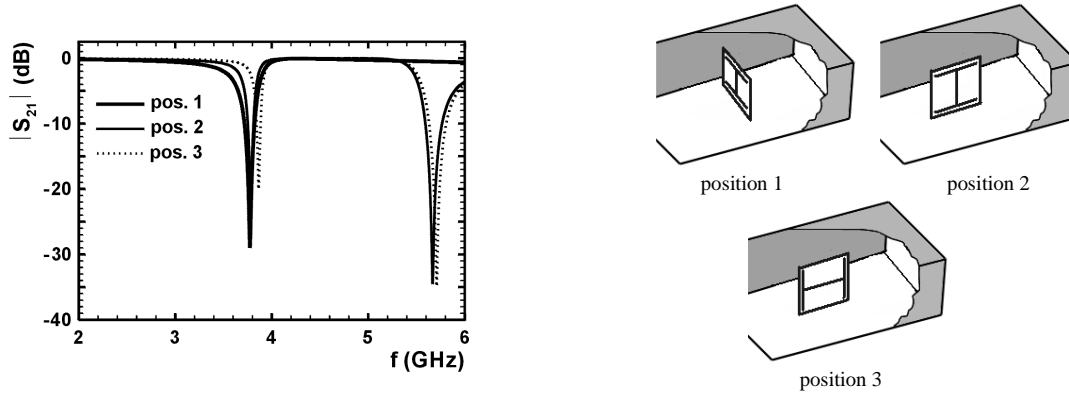 |S21| (dB)
0
-10
-20
-30
-40
pos. 1
pos. 2
pos. 3
2
3
4
5
6
f (GHz)
position 1
position 2
position 3